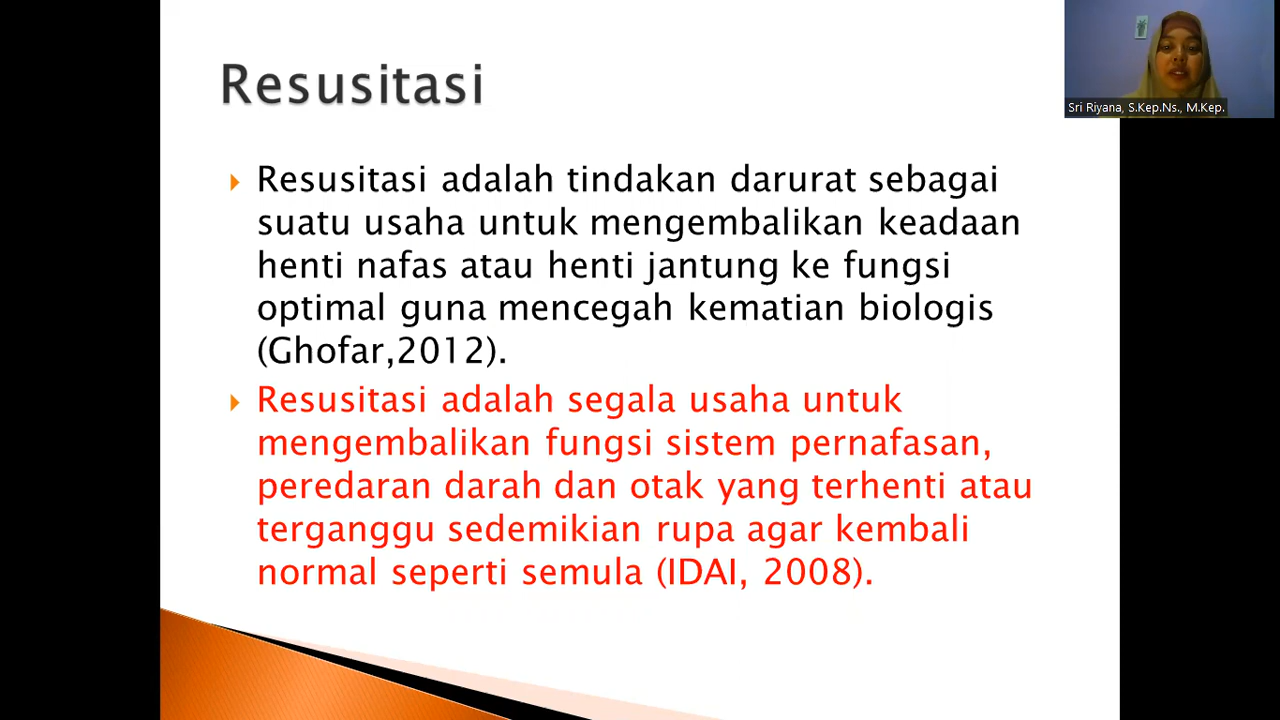 Resusitasi
Resusitasi adalah tindakan darurat sebagai
suatu usaha untuk mengembalikan keadaan
henti nafas atau henti jantung ke fungsi
optimal guna mencegah kematian biologis
(Ghofar,2012).
Resusitasi adalah segala usaha untuk
mengembalikan fungsi sistem pernafasan,
peredaran darah dan otak yang terhenti atau
terganggu sedemikian rupa agar kembali
normal seperti semula (IDAI, 2008).
Sri Riyana, S.Kep.Ns., M.Kep.